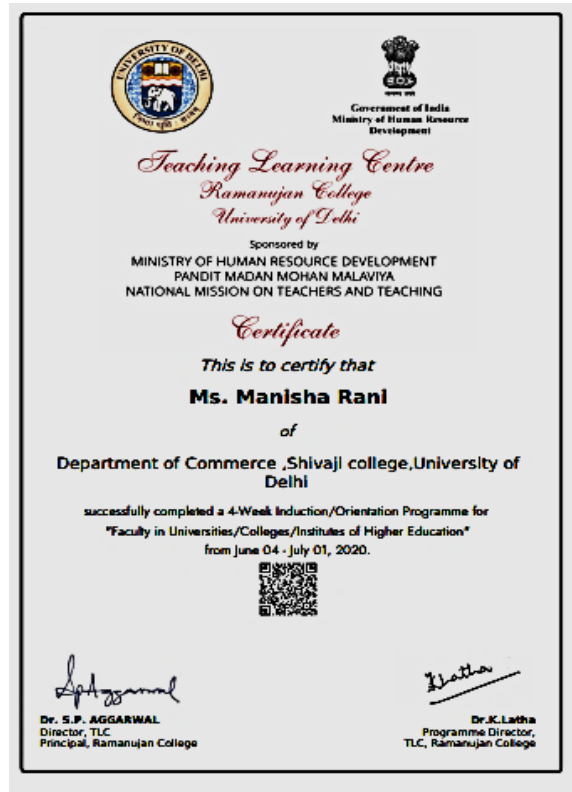 UNIVERSITY OF DELHI
Government of India
Ministry of Human Resource
Development
Teaching Learning Centre
Ramanujan College
University of Delhi
Sponsored by
MINISTRY OF HUMAN RESOURCE DEVELOPMENT
PANDIT MADAN MOHAN MALAVIYA
NATIONAL MISSION ON TEACHERS AND TEACHING
Certificate
This is to certify that
Ms. Manisha Rani
of
Department of Commerce ,Shivaji college,University of
Delhi
successfully completed a 4-Week Induction/Orientation Programme for
"Faculty in Universities/Colleges/Institutes of Higher Education"
from June 04 - July 01, 2020.
SpAggarwal
KLatha
Dr. S.P. AGGARWAL
Director, TLC
Principal, Ramanujan College
Dr.K.Latha
Programme Director,
TLC, Ramanujan College